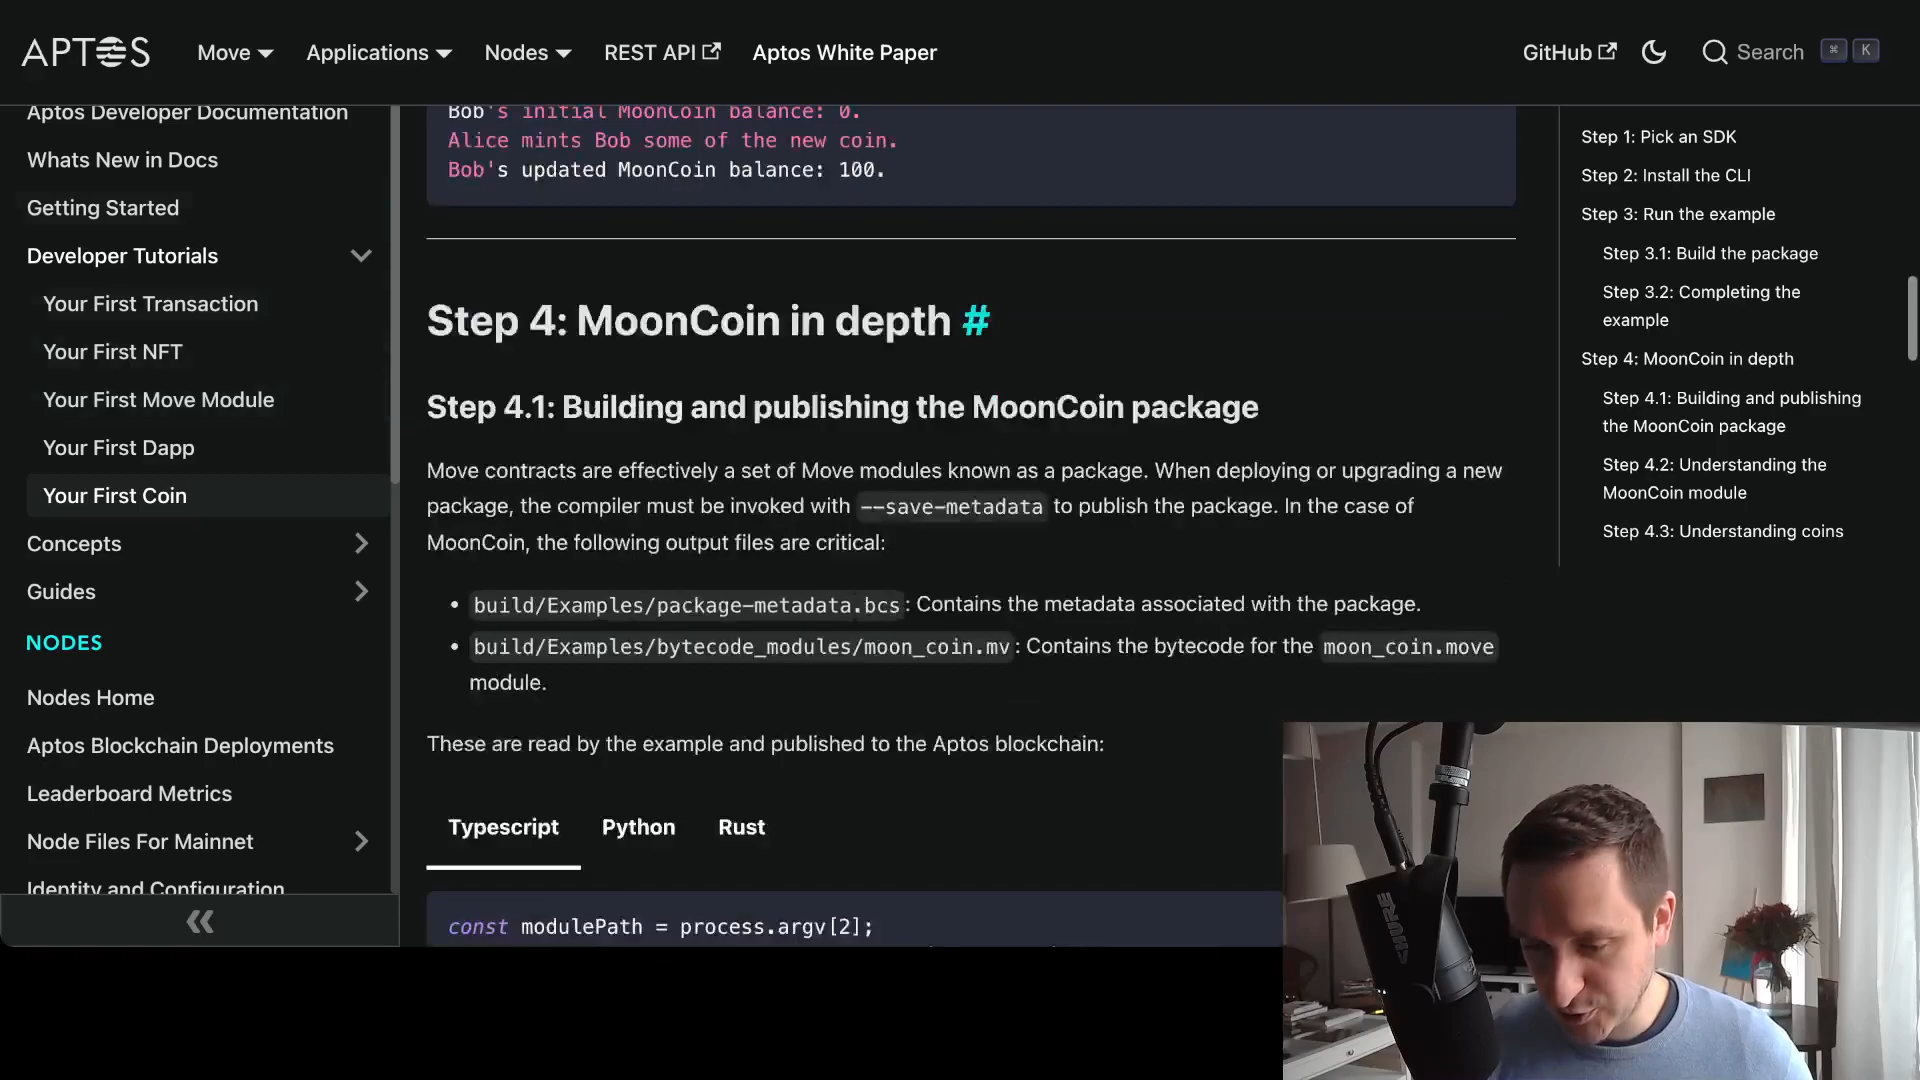 APTOS
Move
Applications
Nodes
REST API
Aptos White Paper
GitHub
Search
⌘ K
Aptos Developer Documentation
Whats New in Docs
Getting Started
Developer Tutorials
Your First Transaction
Your First NFT
Your First Move Module
Your First Dapp
Your First Coin
Concepts
Guides
NODES
Nodes Home
Aptos Blockchain Deployments
Leaderboard Metrics
Node Files For Mainnet
Identity and Configuration
Bob's initial MoonCoin balance: 0.
Alice mints Bob some of the new coin.
Bob's updated MoonCoin balance: 100.
Step 4: MoonCoin in depth #
Step 4.1: Building and publishing the MoonCoin package
Move contracts are effectively a set of Move modules known as a package. When deploying or upgrading a new
package, the compiler must be invoked with --save-metadata to publish the package. In the case of
MoonCoin, the following output files are critical:
• build/Examples/package-metadata.bcs: Contains the metadata associated with the package.
• build/Examples/bytecode_modules/moon_coin.mv: Contains the bytecode for the moon_coin.move
module.
These are read by the example and published to the Aptos blockchain:
Typescript Python Rust
const modulePath = process.argv[2];
Step 1: Pick an SDK
Step 2: Install the CLI
Step 3: Run the example
Step 3.1: Build the package
Step 3.2: Completing the
example
Step 4: MoonCoin in depth
Step 4.1: Building and publishing
the MoonCoin package
Step 4.2: Understanding the
MoonCoin module
Step 4.3: Understanding coins
SHURE